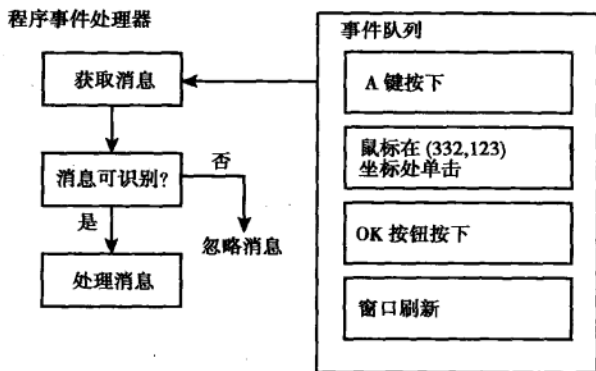 程序事件处理器
获取消息
消息可识别?
否
是
忽略消息
处理消息
事件队列
A 键按下
鼠标在 (332,123)
坐标处单击
OK 按钮按下
窗口刷新